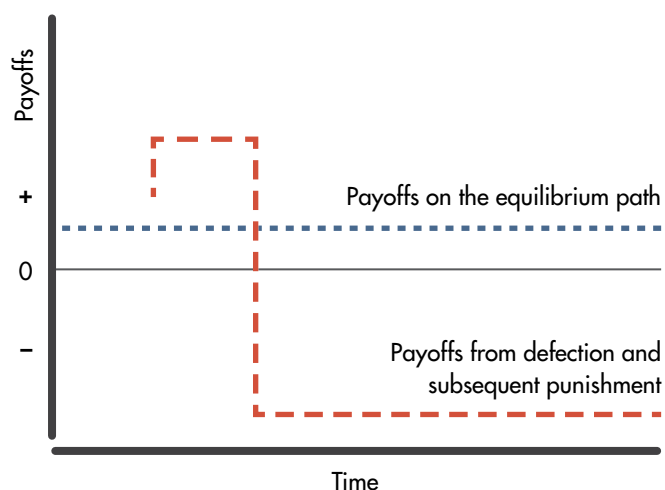 Payoffs
+
Payoffs on the equilibrium path
0
–
Payoffs from defection and
subsequent punishment
Time